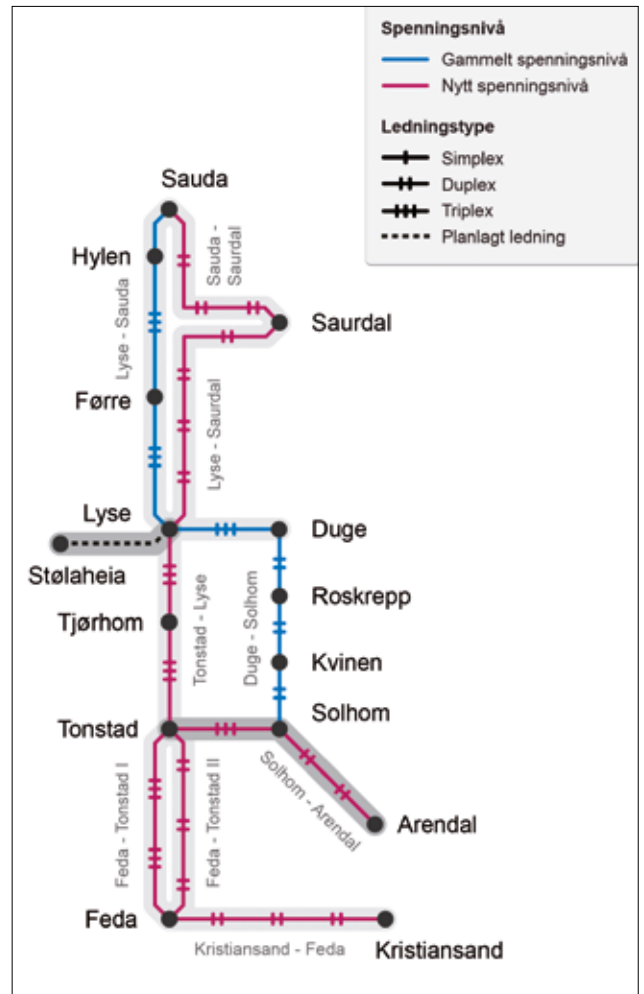 Spenningsnivå
Gammelt spenningsnivå
Nytt spenningsnivå
Ledningstype
Simplex
Duplex
Triplex
Planlagt ledning
Sauda
Hylen
Sauda -
Saurdal
Saurdal
Lyse - Sauda
Førre
Lyse - Saurdal
Lyse
Duge
Stølaheia
Roskrepp
Tjørhom
Tonstad - Lyse
Duge - Solhom
Kvinen
Solhom
Tonstad
Solhom - Arendal
Feda - Tonstad I
Feda - Tonstad II
Arendal
Feda
Kristiansand - Feda
Kristiansand